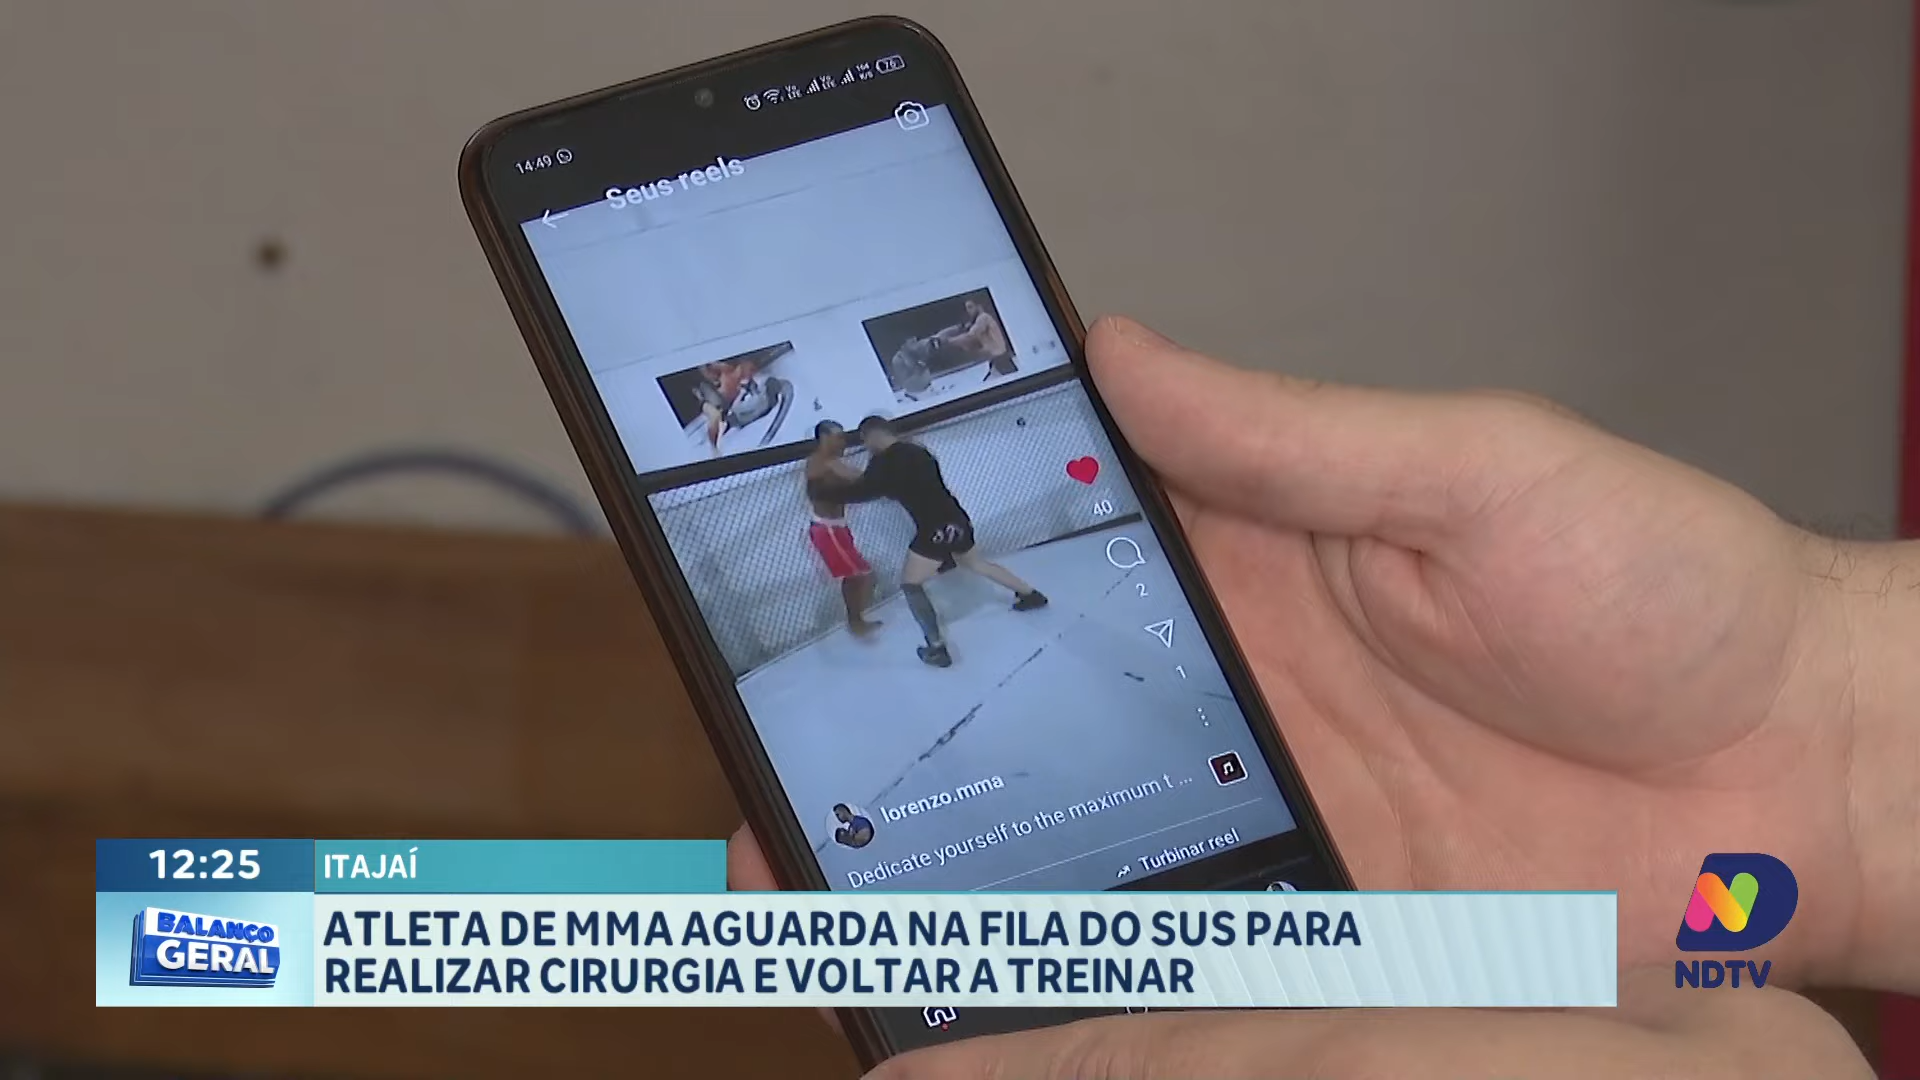 14:49
76
Seus reels
40
2
1
lorenzo.mma
Dedicate yourself to the maximum t ...
Turbinar reel
12:25
ITAJAÍ
BALANÇO
GERAL
ATLETA DE MMA AGUARDA NA FILA DO SUS PARA
REALIZAR CIRURGIA E VOLTAR A TREINAR
NDTV